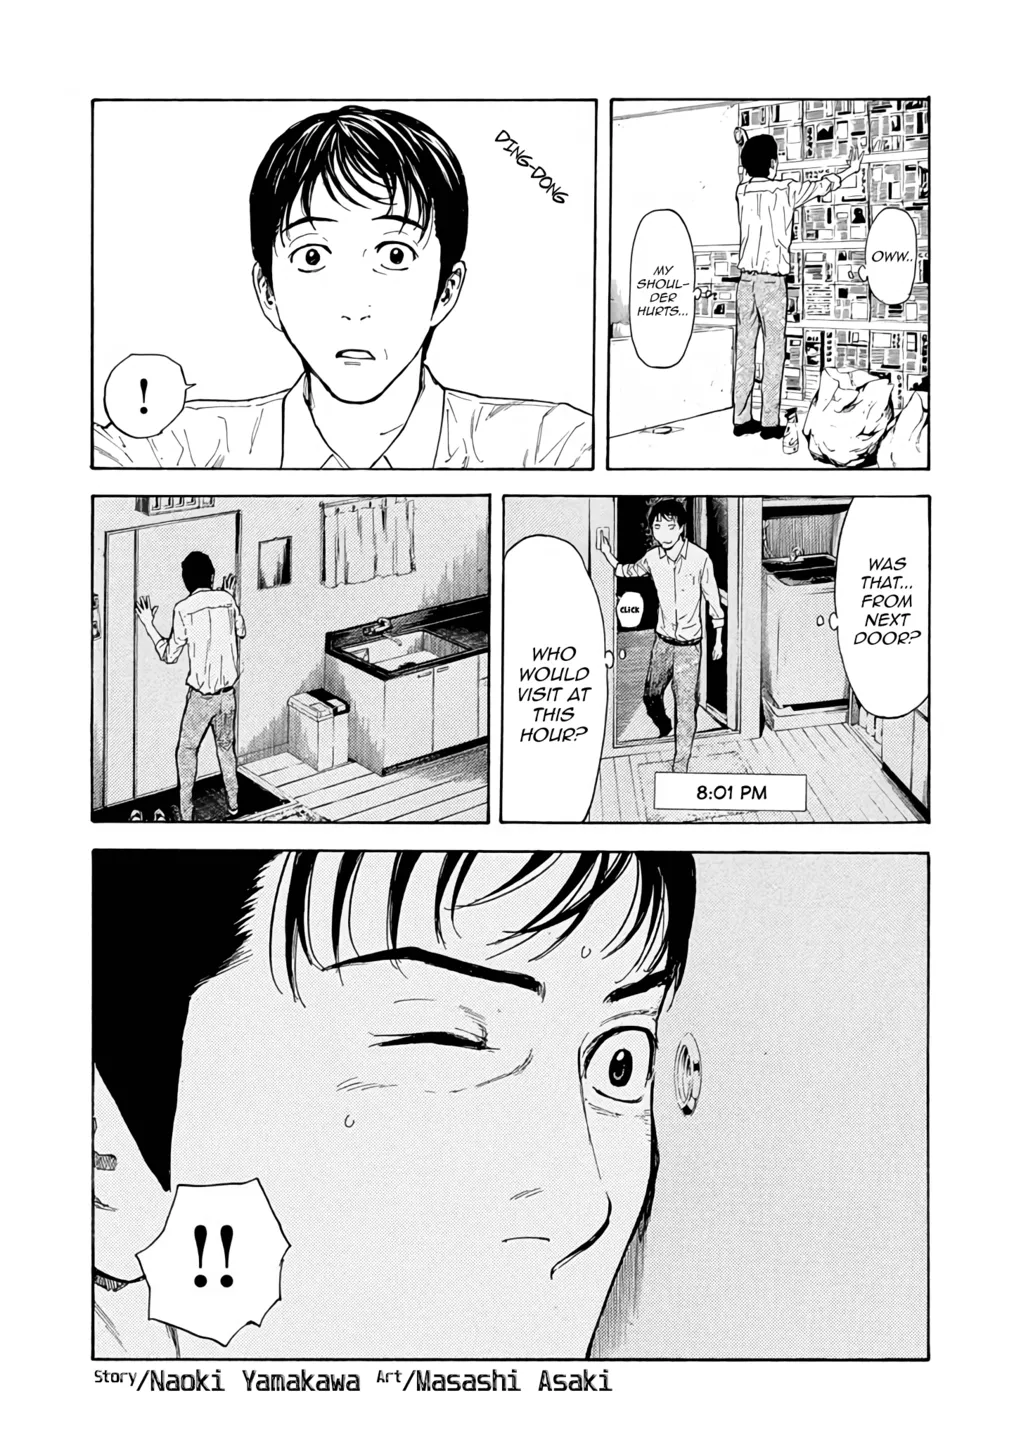 OWW..
MY
SHOUL-
DER
HURTS...
DING-DONG
!
WAS
THAT...
FROM
NEXT
DOOR?
CLICK
WHO
WOULD
VISIT AT
THIS
HOUR?
8:01 PM
!!
Story/Naoki Yamakawa Art/Masashi Asaki